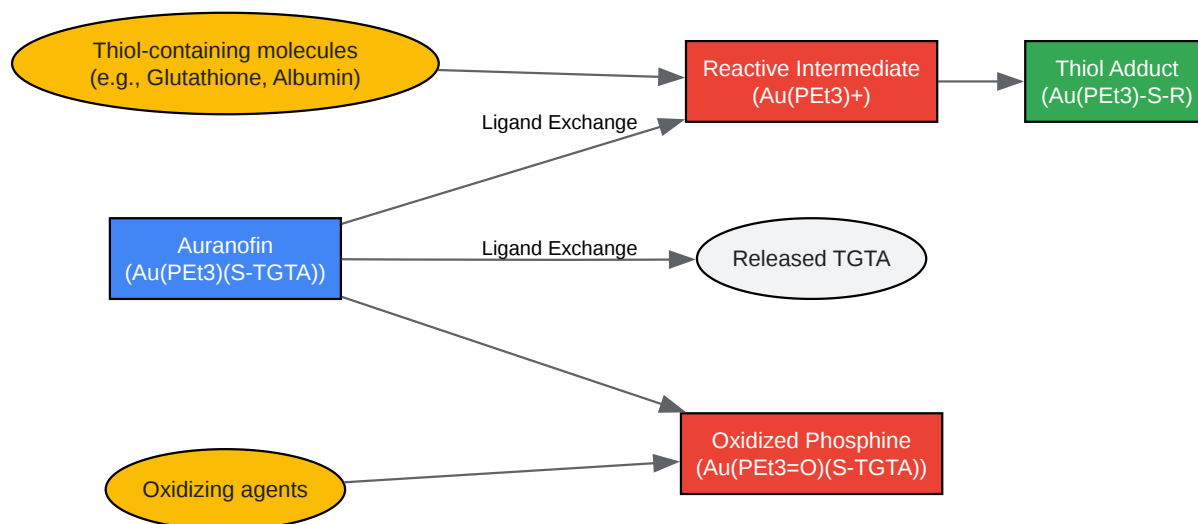 Thiol-containing molecules
(e.g., Glutathione, Albumin)
Reactive Intermediate
(Au(PEt3)+)
Thiol Adduct
(Au(PEt3)-S-R)
Ligand Exchange
Auranofin
(Au(PEt3)(S-TGTA))
Ligand Exchange
Released TGTA
Oxidized Phosphine
(Au(PEt3=O)(S-TGTA))
Oxidizing agents